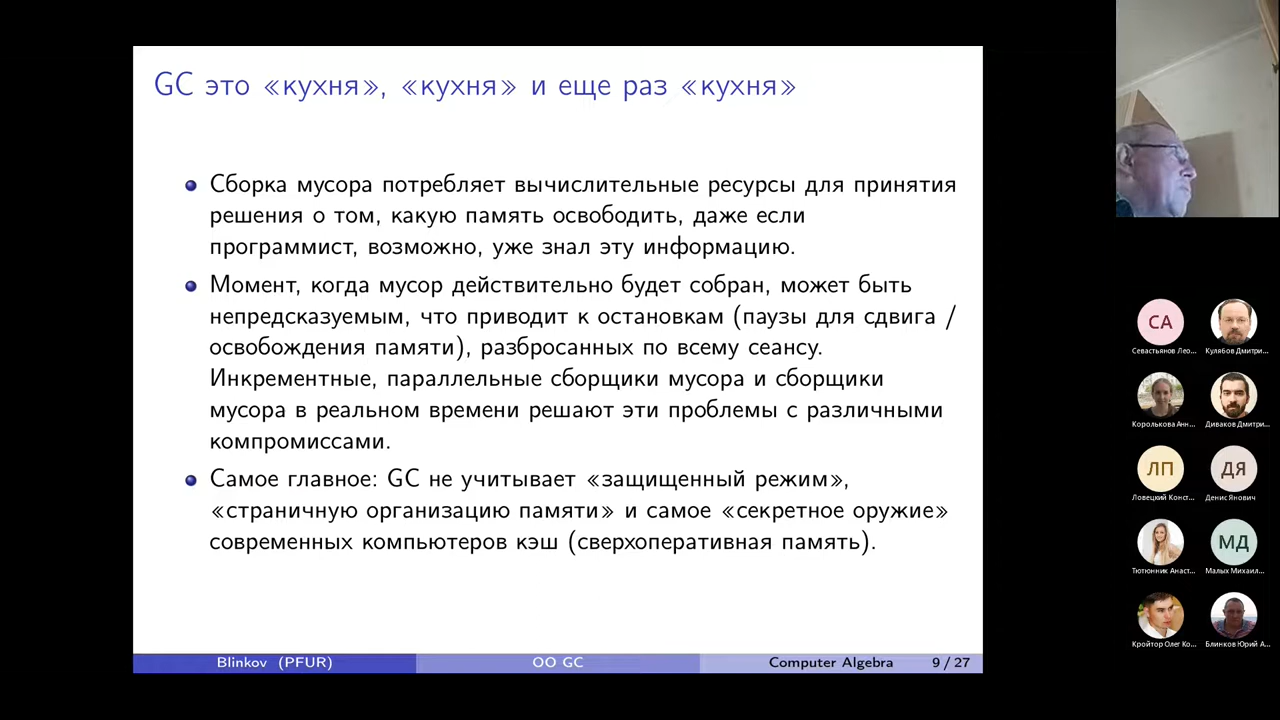 GC это «кухня», «кухня» и еще раз «кухня»
Сборка мусора потребляет вычислительные ресурсы для принятия
решения о том, какую память освободить, даже если
программист, возможно, уже знал эту информацию.
Момент, когда мусор действительно будет собран, может быть
непредсказуемым, что приводит к остановкам (паузы для сдвига /
освобождения памяти), разбросанных по всему сеансу.
Инкрементные, параллельные сборщики мусора и сборщики
мусора в реальном времени решают эти проблемы с различными
компромиссами.
Самое главное: GC не учитывает «защищенный режим»,
«страничную организацию памяти» и самое «секретное оружие»
современных компьютеров кэш (сверхоперативная память).
Blinkov (PFUR) OO GC Computer Algebra 9 / 27
СА
Севастьянов Лео... Кулябов Дмитри...
Королькова Анн... Диваков Дмитри...
ЛП ДЯ
Ловецкий Конст... Денис Янович
МД
Тютюнник Анаст... Малых Михаил...
Кройтор Олег Ко... Блинков Юрий А...